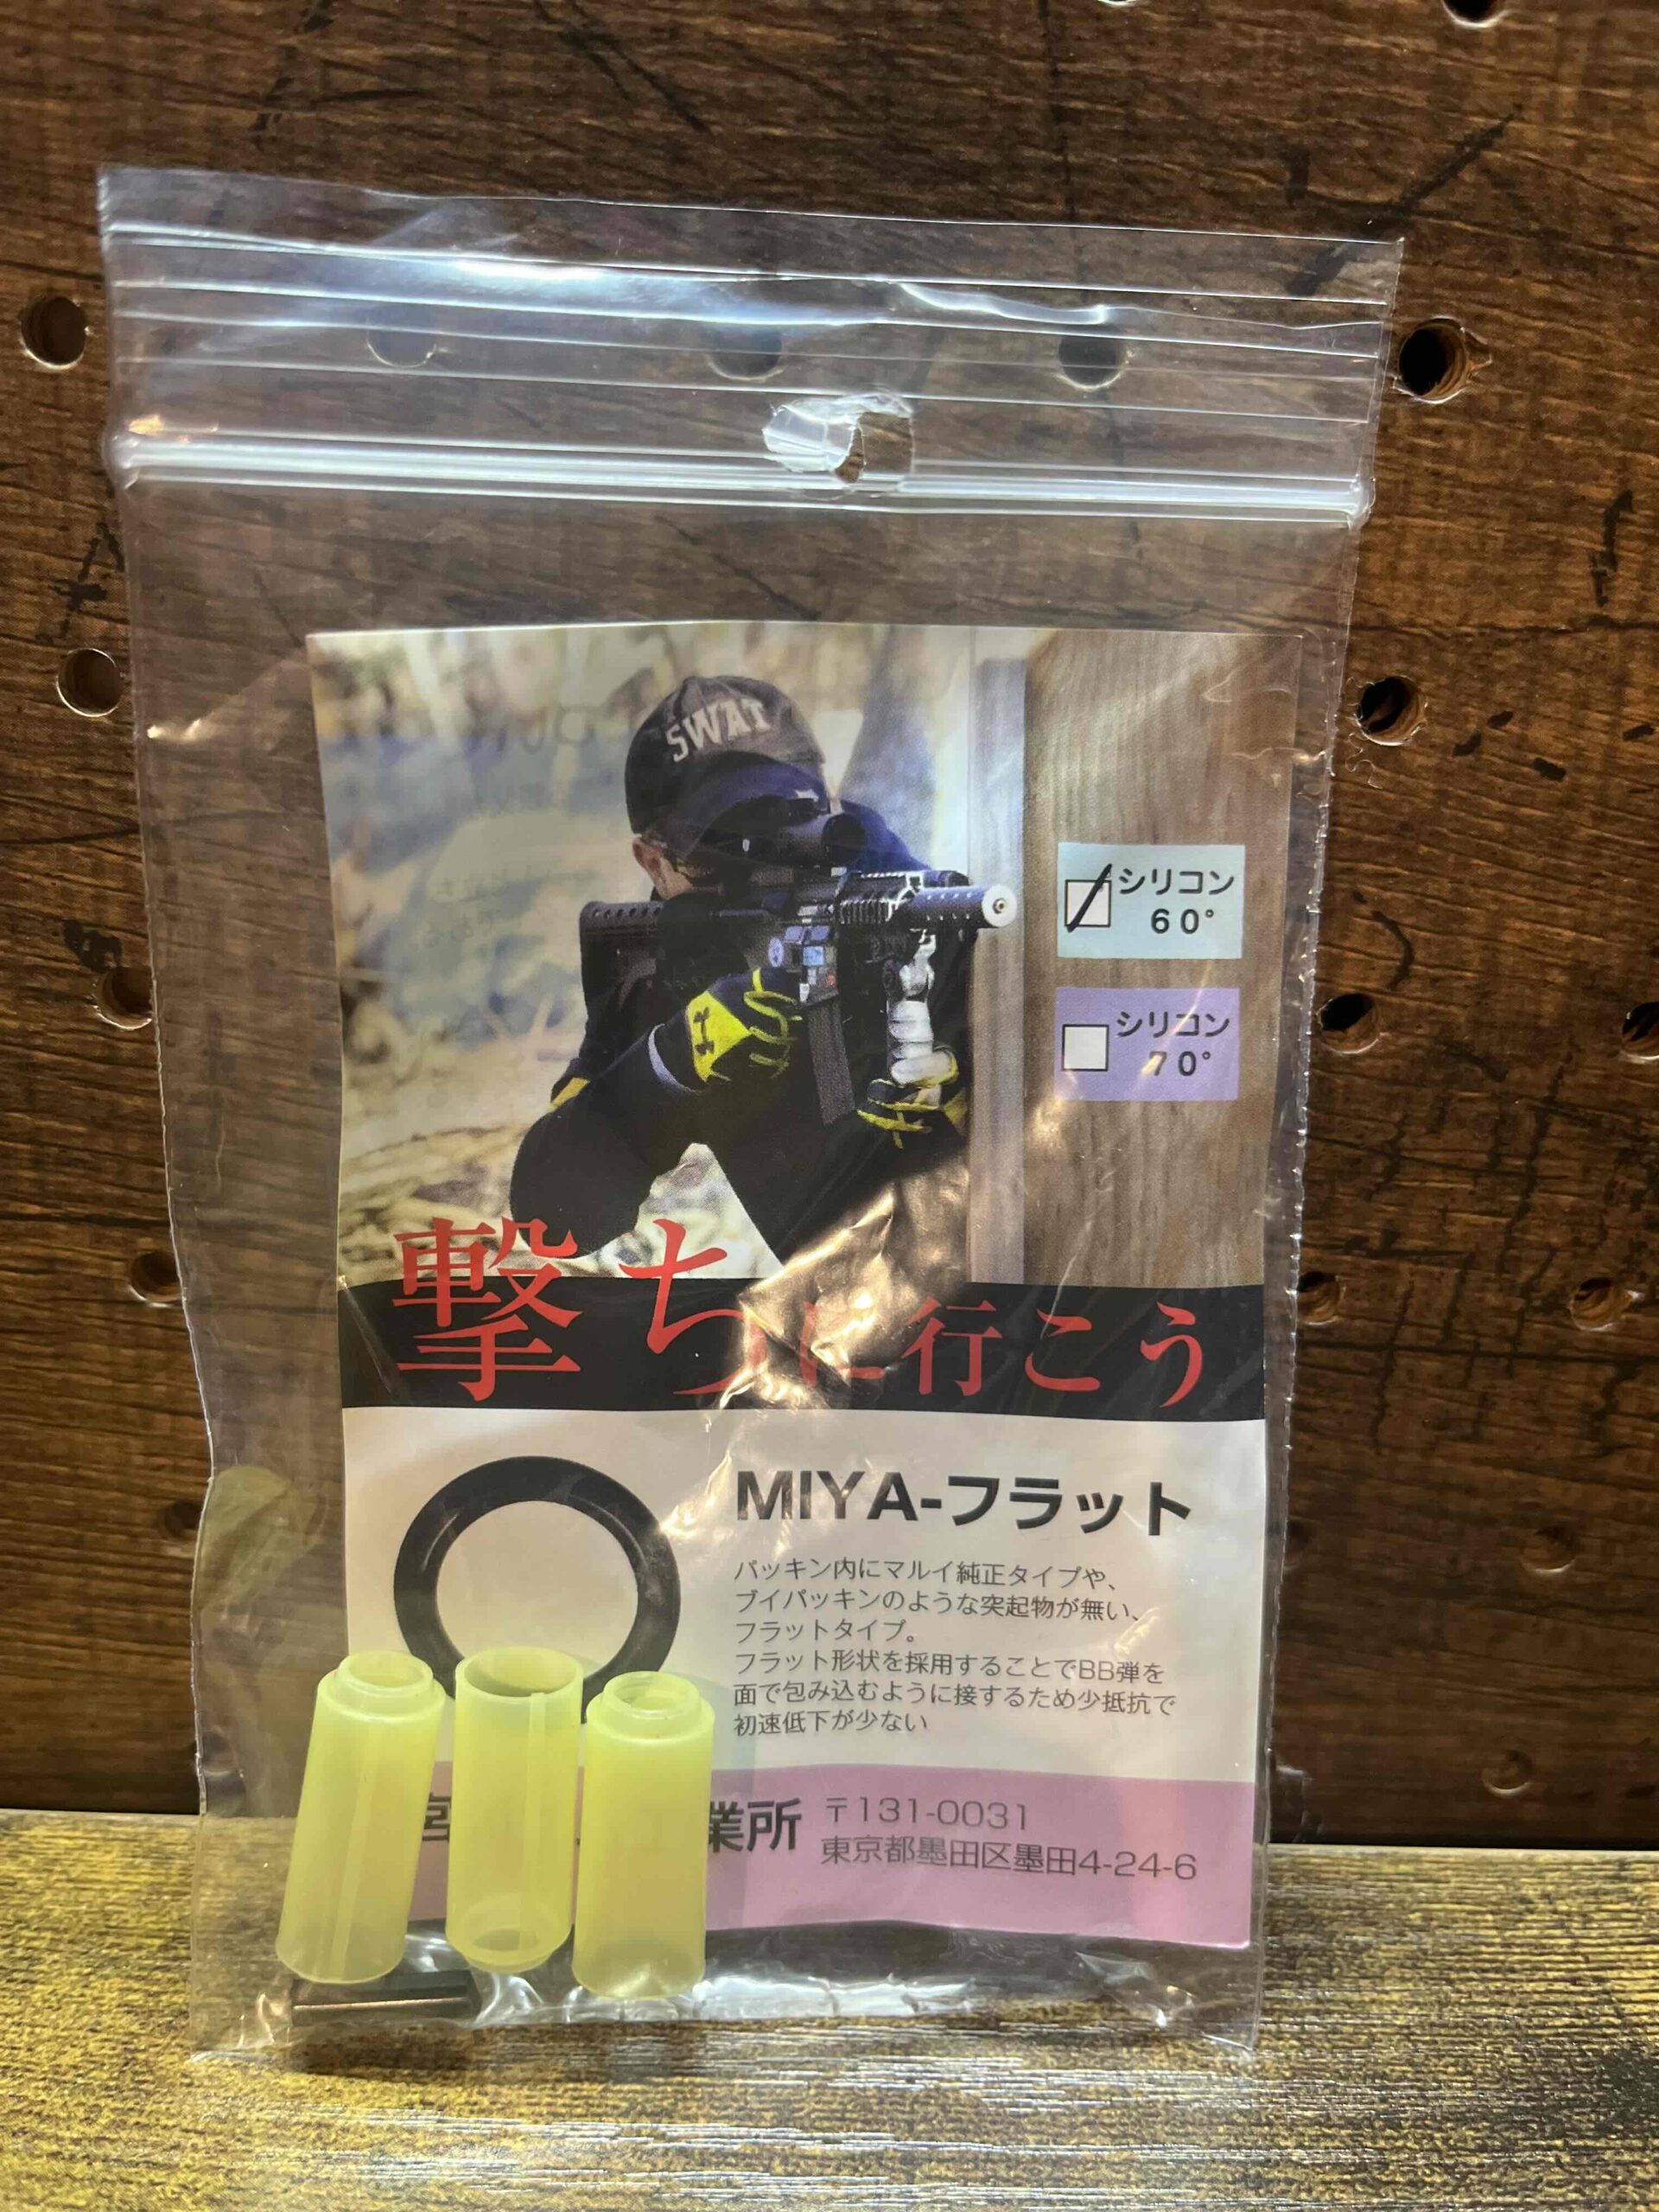 SWAT
シリコン
60°
シリコン
70°
撃ちに行こう
MIYA-フラット
パッキン内にマルイ純正タイプや、
ブイパッキンのような突起物が無い、
フラットタイプ。
フラット形状を採用することでBB弾を
面で包み込むように接するため少抵抗で
初速低下が少ない
業所
〒131-0031
東京都墨田区墨田4-24-6